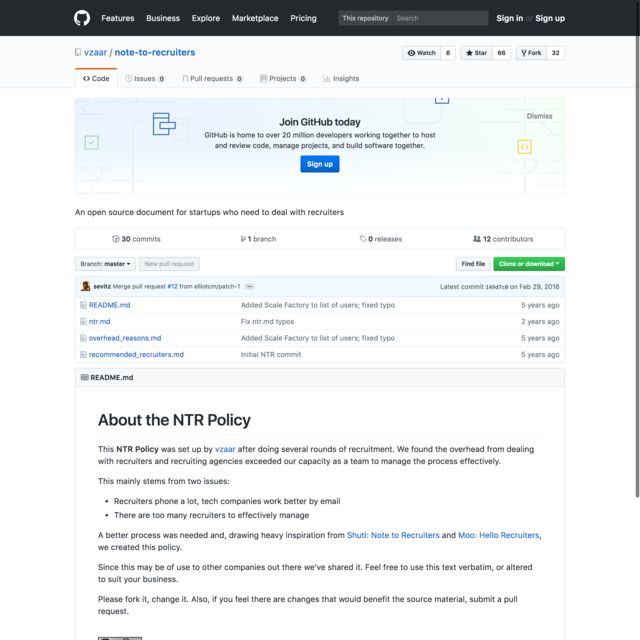 Features Business Explore Marketplace Pricing This repository Search Sign in or Sign up
vzaar / note-to-recruiters Watch 6 Star 66 Fork 32
Code Issues 0 Pull requests 0 Projects 0 Insights
Dismiss
Join GitHub today
GitHub is home to over 20 million developers working together to host
and review code, manage projects, and build software together.
Sign up
An open source document for startups who need to deal with recruiters
30 commits 1 branch 0 releases 12 contributors
Branch: master New pull request Find file Clone or download
sevitz Merge pull request #12 from elliotcm/patch-1 … Latest commit 149d7c0 on Feb 29, 2016
README.md Added Scale Factory to list of users; fixed typo 5 years ago
ntr.md Fix ntr.md typos 2 years ago
overhead_reasons.md Added Scale Factory to list of users; fixed typo 5 years ago
recommended_recruiters.md Initial NTR commit 5 years ago
README.md
About the NTR Policy
This NTR Policy was set up by vzaar after doing several rounds of recruitment. We found the overhead from dealing
with recruiters and recruiting agencies exceeded our capacity as a team to manage the process effectively.
This mainly stems from two issues:
• Recruiters phone a lot, tech companies work better by email
• There are too many recruiters to effectively manage
A better process was needed and, drawing heavy inspiration from Shutl: Note to Recruiters and Moo: Hello Recruiters,
we created this policy.
Since this may be of use to other companies out there we've shared it. Feel free to use this text verbatim, or altered
to suit your business.
Please fork it, change it. Also, if you feel there are changes that would benefit the source material, submit a pull
request.